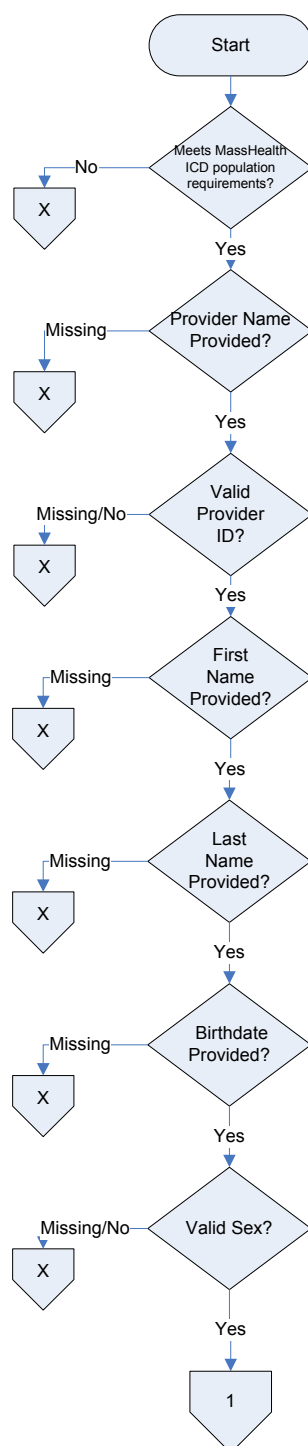 Start
Meets MassHealth
ICD population
requirements?
No
X
Yes
Provider Name
Provided?
Missing
X
Yes
Valid
Provider
ID?
Missing/No
X
Yes
First
Name
Provided?
Missing
X
Yes
Last
Name
Provided?
Missing
X
Yes
Birthdate
Provided?
Missing
X
Yes
Valid Sex?
Missing/No
X
Yes
1